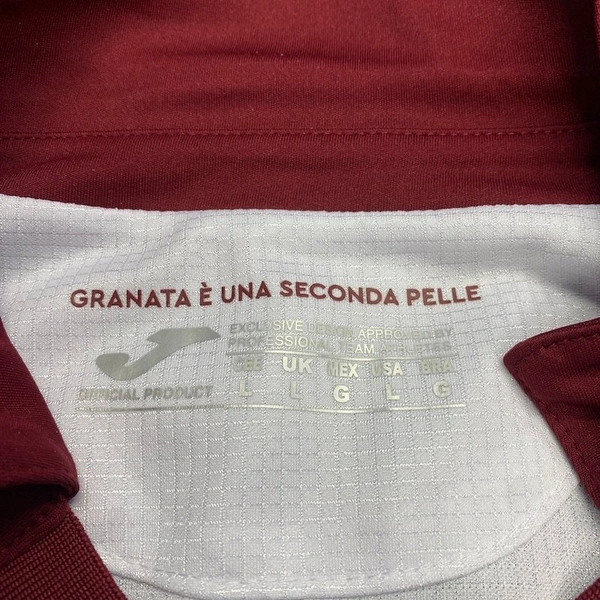 GRANATA È UNA SECONDA PELLE
EXCLUSIVE DESIGN APPROVED BY
PROFESSIONAL TEAM ATHLETES
CEE UK MEX USA BRA
L L G L G
OFFICIAL PRODUCT